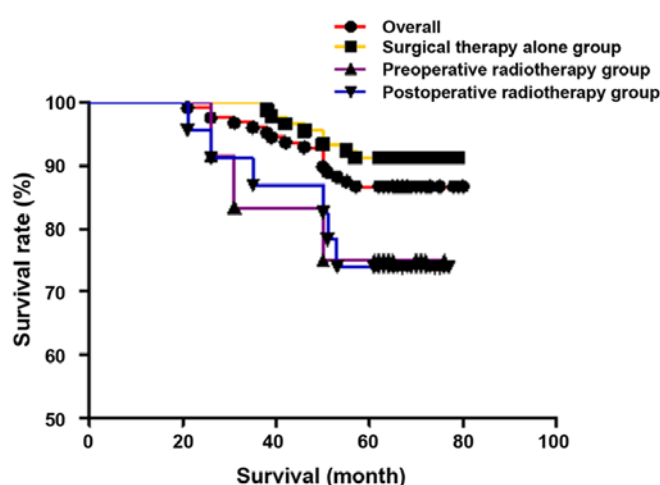 Overall
Surgical therapy alone group
Preoperative radiotherapy group
Postoperative radiotherapy group
100
90
80
70
60
50
Survival rate (%)
0 20 40 60 80 100
Survival (month)